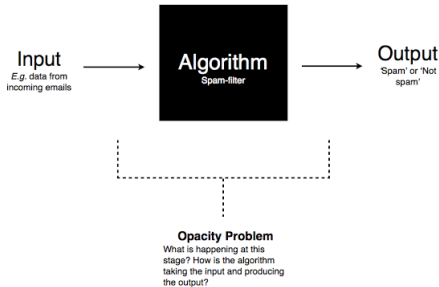 Input
E.g. data from
incoming emails
Algorithm
Spam-filter
Output
'Spam' or 'Not
spam'
Opacity Problem
What is happening at this
stage? How is the algorithm
taking the input and producing
the output?